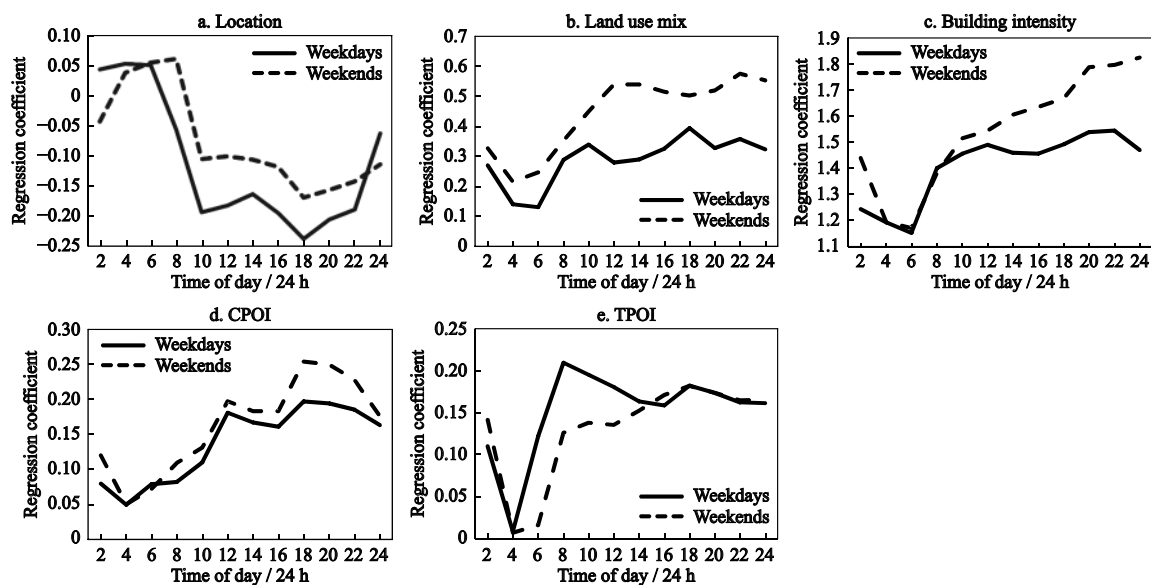 a. Location
Regression coefficient
0.10
0.05
0
−0.05
−0.10
−0.15
−0.20
−0.25
Weekdays
Weekends
2 4 6 8 10 12 14 16 18 20 22 24
Time of day / 24 h
b. Land use mix
Regression coefficient
0.7
0.6
0.5
0.4
0.3
0.2
0.1
0
Weekdays
Weekends
2 4 6 8 10 12 14 16 18 20 22 24
Time of day / 24 h
c. Building intensity
Regression coefficient
1.9
1.8
1.7
1.6
1.5
1.4
1.3
1.2
1.1
Weekdays
Weekends
2 4 6 8 10 12 14 16 18 20 22 24
Time of day / 24 h
d. CPOI
Regression coefficient
0.30
0.25
0.20
0.15
0.10
0.05
0
Weekdays
Weekends
2 4 6 8 10 12 14 16 18 20 22 24
Time of day / 24 h
e. TPOI
Regression coefficient
0.25
0.20
0.15
0.10
0.05
0
Weekdays
Weekends
2 4 6 8 10 12 14 16 18 20 22 24
Time of day / 24 h